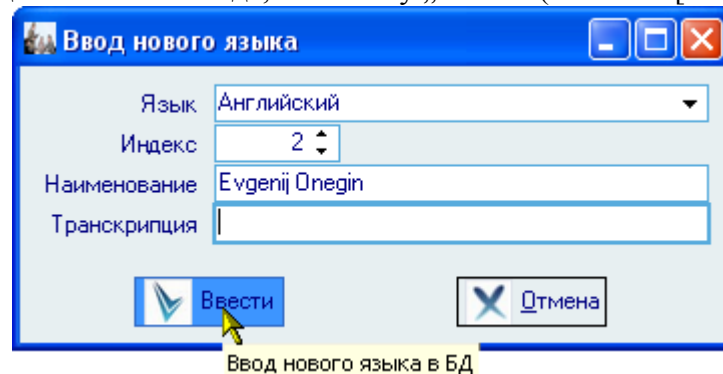 Ввод нового языка
Язык Английский
Индекс 2
Наименование Evgenij Onegin
Транскрипция
Ввести Отмена
Ввод нового языка в БД